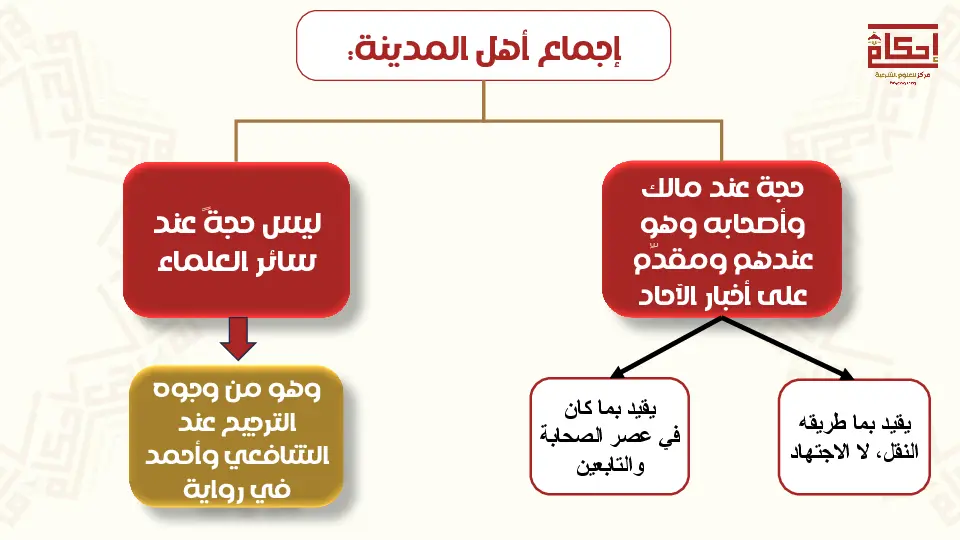 إجماع أهل المدينة:
إحكام
مركز للعلوم الشرعية
حجة عند مالك
وأصحابه وهو
عندهم ومقدّم
على أخبار الآحاد
ليس حجةً عند
سائر العلماء
يقيد بما طريقه
النقل، لا الاجتهاد
يقيد بما كان
في عصر الصحابة
والتابعين
وهو من وجوه
الترجيح عند
الشافعي وأحمد
في رواية